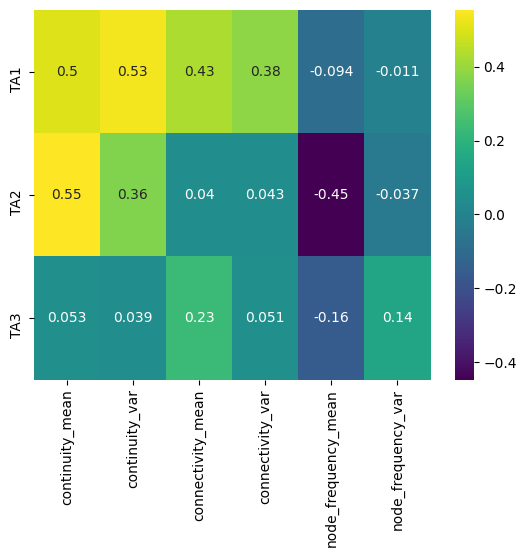 TA1 0.5 0.53 0.43 0.38 -0.094 -0.011
TA2 0.55 0.36 0.04 0.043 -0.45 -0.037
TA3 0.053 0.039 0.23 0.051 -0.16 0.14
continuity_mean
continuity_var
connectivity_mean
connectivity_var
node_frequency_mean
node_frequency_var
0.4
0.2
0.0
−0.2
−0.4